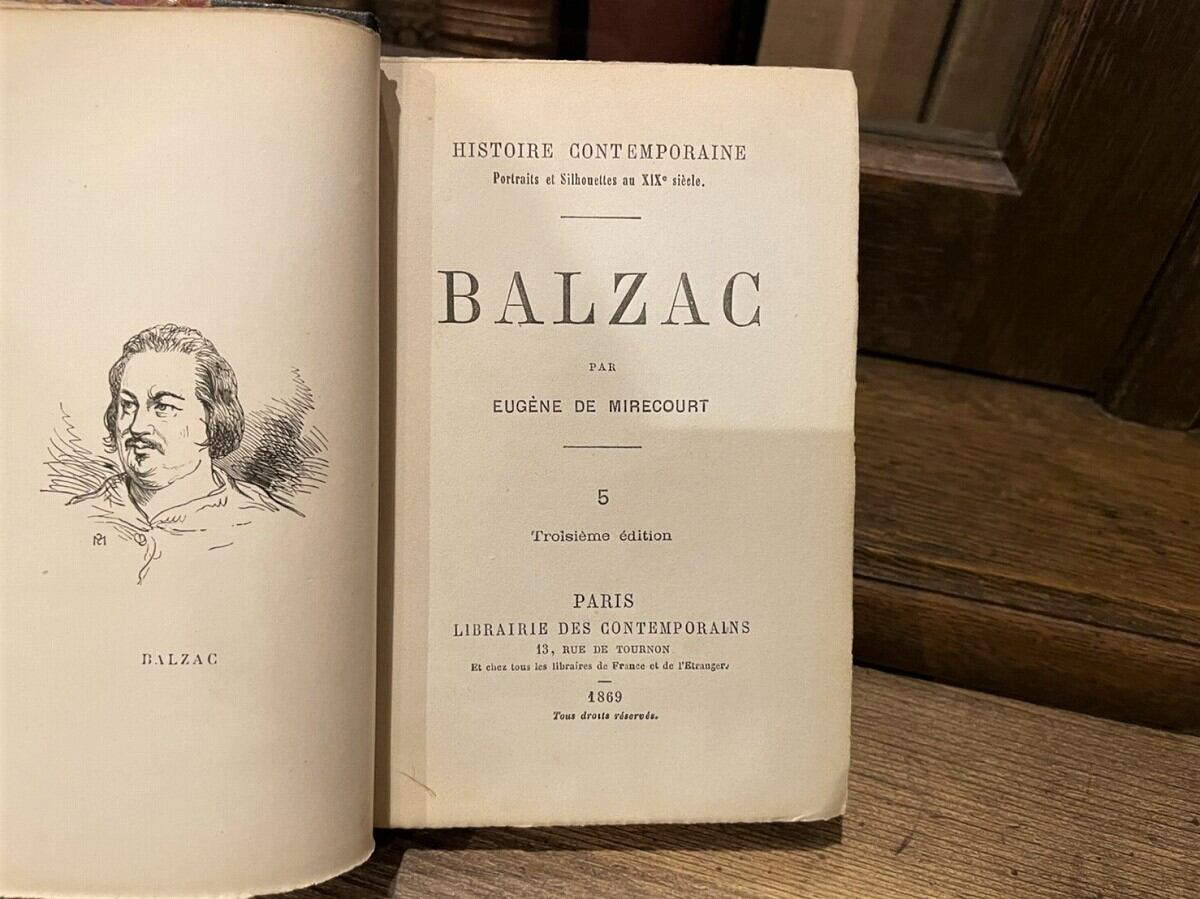 BALZAC
HISTOIRE CONTEMPORAINE
Portraits et Silhouettes au XIXe siècle.
BALZAC
PAR
EUGÈNE DE MIRECOURT
5
Troisième édition
PARIS
LIBRAIRIE DES CONTEMPORAINS
13, RUE DE TOURNON
Et chez tous les libraires de France et de l'Etranger.
1869
Tous droits réservés.